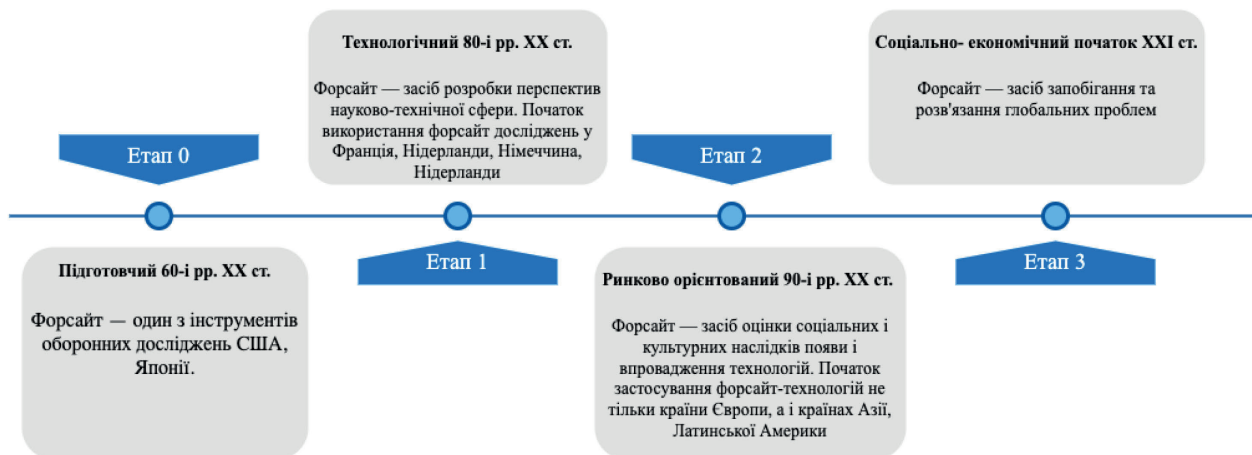 Етап 0
Підготовчий 60-і рр. XX ст.
Форсайт — один з інструментів
оборонних досліджень США,
Японії.
Технологічний 80-і рр. XX ст.
Форсайт — засіб розробки перспектив
науково-технічної сфери. Початок
використання форсайт досліджень у
Франція, Нідерланди, Німеччина,
Нідерланди
Етап 1
Етап 2
Ринково орієнтований 90-і рр. XX ст.
Форсайт — засіб оцінки соціальних і
культурних наслідків появи і
впровадження технологій. Початок
застосування форсайт-технологій не
тільки країни Європи, а і країнах Азії,
Латинської Америки
Соціально- економічний початок XXI ст.
Форсайт — засіб запобігання та
розв'язання глобальних проблем
Етап 3